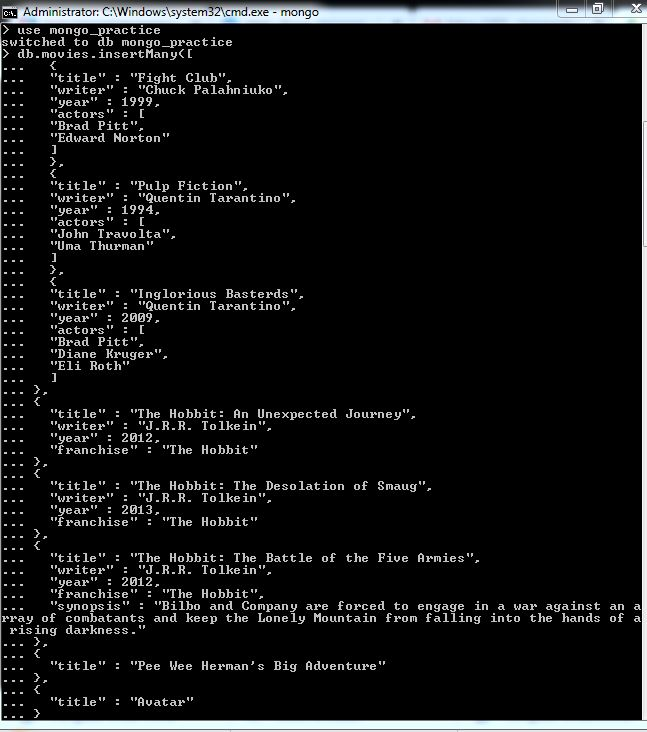 Administrator: C:\Windows\system32\cmd.exe - mongo
> use mongo_practice
switched to db mongo_practice
> db.movies.insertMany([
...   {
...   "title" : "Fight Club",
...   "writer" : "Chuck Palahniuko",
...   "year" : 1999,
...   "actors" : [
...   "Brad Pitt",
...   "Edward Norton"
...   ]
...   },
...   {
...   "title" : "Pulp Fiction",
...   "writer" : "Quentin Tarantino",
...   "year" : 1994,
...   "actors" : [
...   "John Travolta",
...   "Uma Thurman"
...   ]
...   },
...   {
...   "title" : "Inglorious Basterds",
...   "writer" : "Quentin Tarantino",
...   "year" : 2009,
...   "actors" : [
...   "Brad Pitt",
...   "Diane Kruger",
...   "Eli Roth"
...   ]
... },
... {
...   "title" : "The Hobbit: An Unexpected Journey",
...   "writer" : "J.R.R. Tolkein",
...   "year" : 2012,
...   "franchise" : "The Hobbit"
... },
... {
...   "title" : "The Hobbit: The Desolation of Smaug",
...   "writer" : "J.R.R. Tolkein",
...   "year" : 2013,
...   "franchise" : "The Hobbit"
... },
... {
...   "title" : "The Hobbit: The Battle of the Five Armies",
...   "writer" : "J.R.R. Tolkein",
...   "year" : 2012,
...   "franchise" : "The Hobbit",
...   "synopsis" : "Bilbo and Company are forced to engage in a war against an a
rray of combatants and keep the Lonely Mountain from falling into the hands of a
 rising darkness."
... },
... {
...   "title" : "Pee Wee Herman's Big Adventure"
... },
... {
...   "title" : "Avatar"
... }